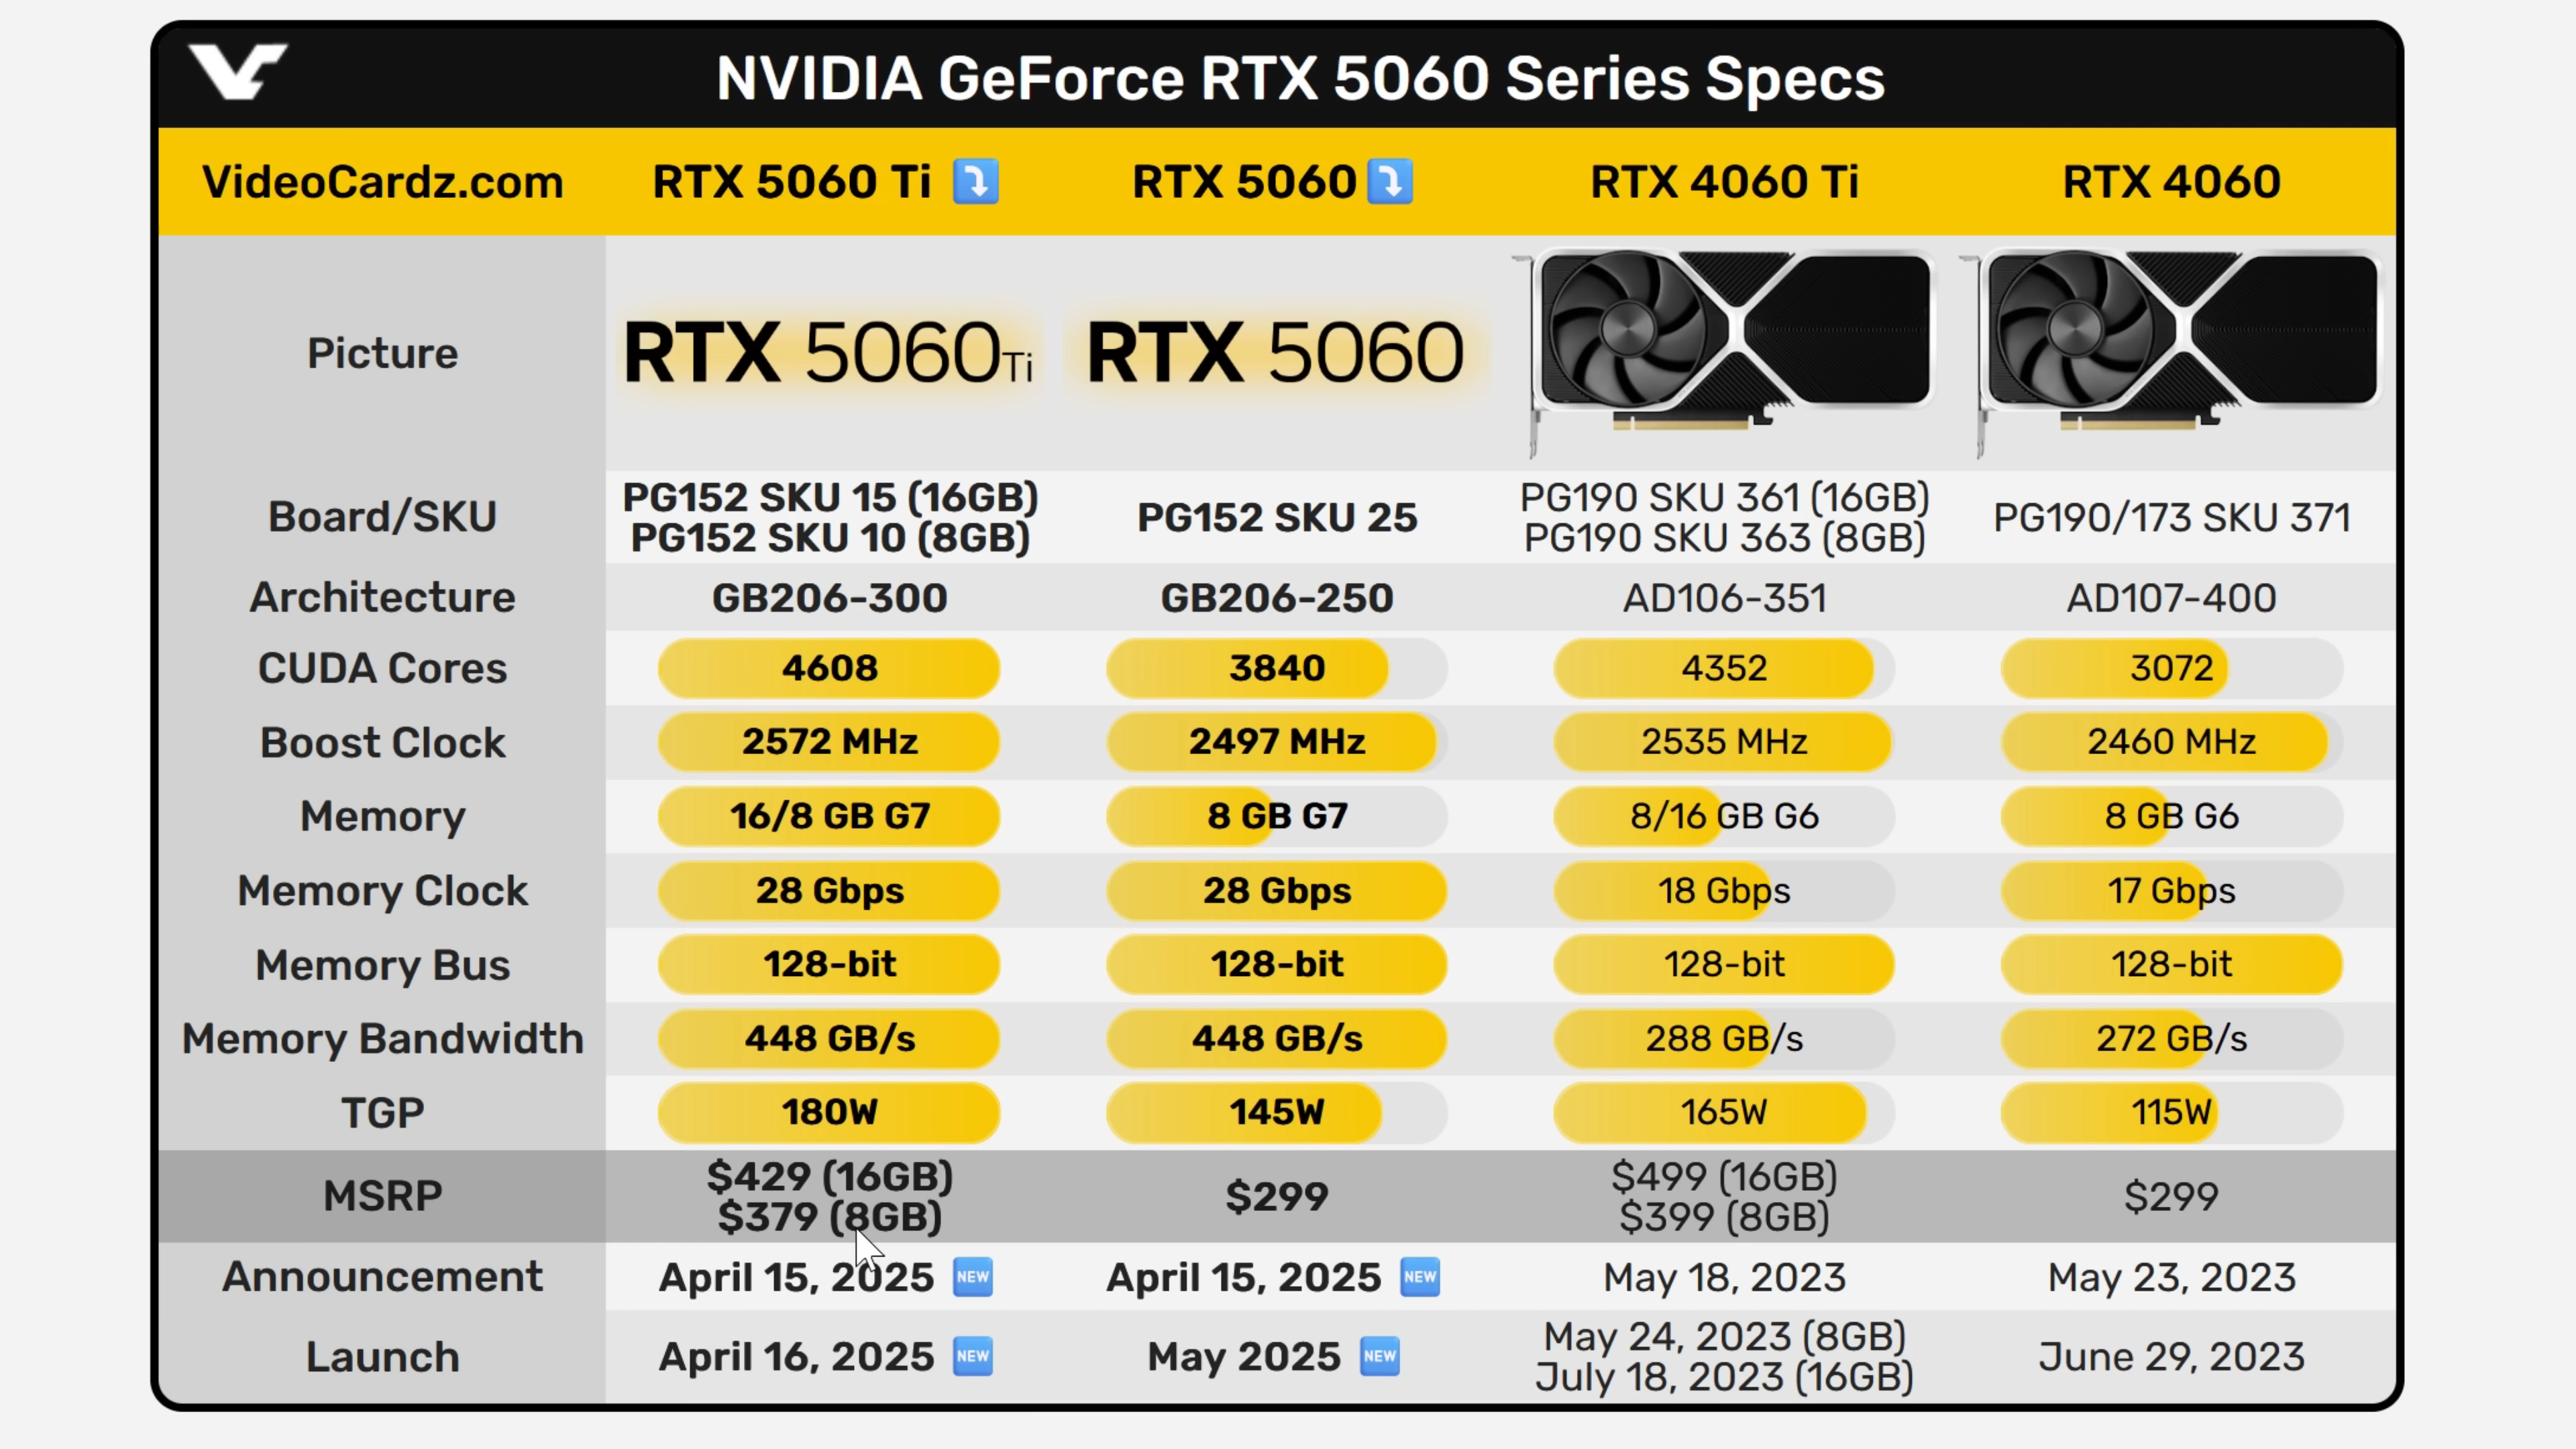 NVIDIA GeForce RTX 5060 Series Specs
VideoCardz.com RTX 5060 Ti RTX 5060 RTX 4060 Ti RTX 4060
Picture RTX 5060 Ti RTX 5060
Board/SKU PG152 SKU 15 (16GB) PG152 SKU 25 PG190 SKU 361 (16GB) PG190/173 SKU 371
PG152 SKU 10 (8GB) PG190 SKU 363 (8GB)
Architecture GB206-300 GB206-250 AD106-351 AD107-400
CUDA Cores 4608 3840 4352 3072
Boost Clock 2572 MHz 2497 MHz 2535 MHz 2460 MHz
Memory 16/8 GB G7 8 GB G7 8/16 GB G6 8 GB G6
Memory Clock 28 Gbps 28 Gbps 18 Gbps 17 Gbps
Memory Bus 128-bit 128-bit 128-bit 128-bit
Memory Bandwidth 448 GB/s 448 GB/s 288 GB/s 272 GB/s
TGP 180W 145W 165W 115W
MSRP $429 (16GB) $299 $499 (16GB) $299
$379 (8GB) $399 (8GB)
Announcement April 15, 2025 NEW April 15, 2025 NEW May 18, 2023 May 23, 2023
Launch April 16, 2025 NEW May 2025 NEW May 24, 2023 (8GB) June 29, 2023
July 18, 2023 (16GB)